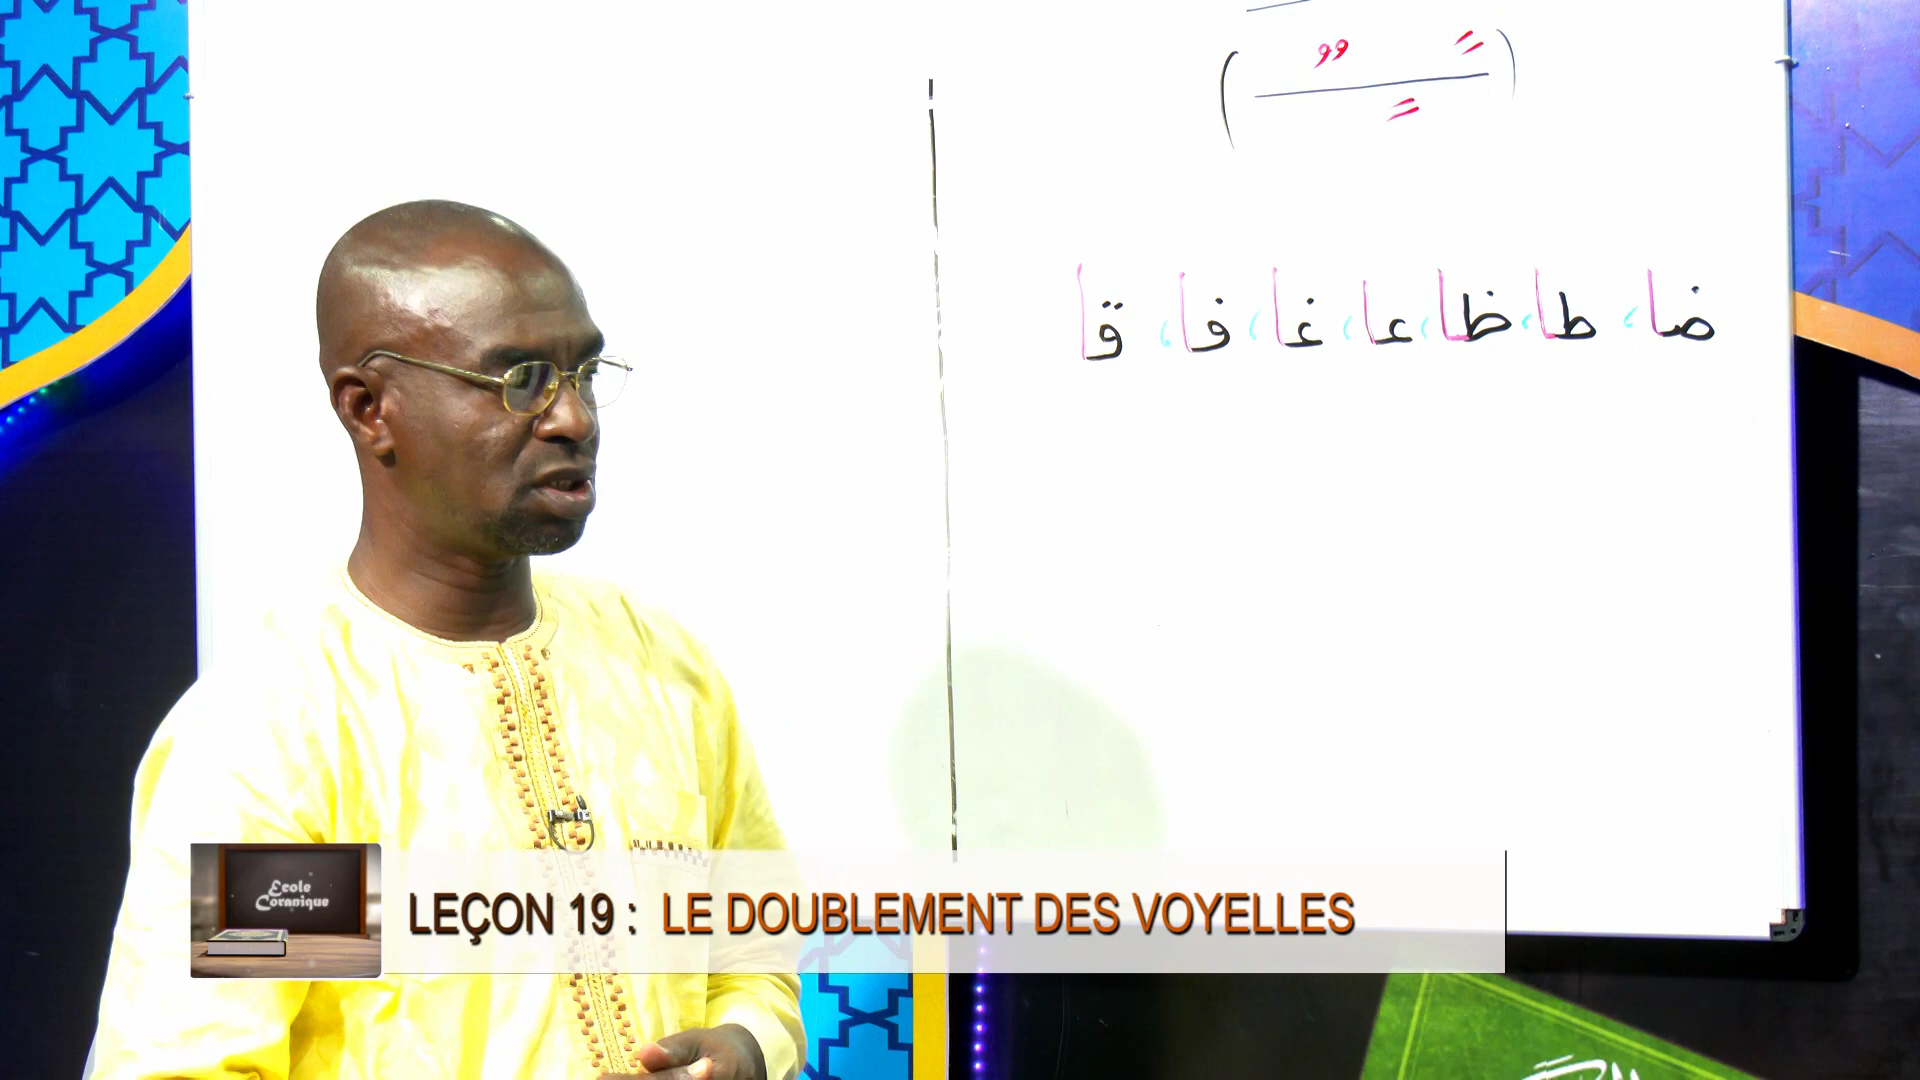 ضا، طا، ظا، عا، غا، فا، قا
Ecole
Coranique
LEÇON 19 : LE DOUBLEMENT DES VOYELLES